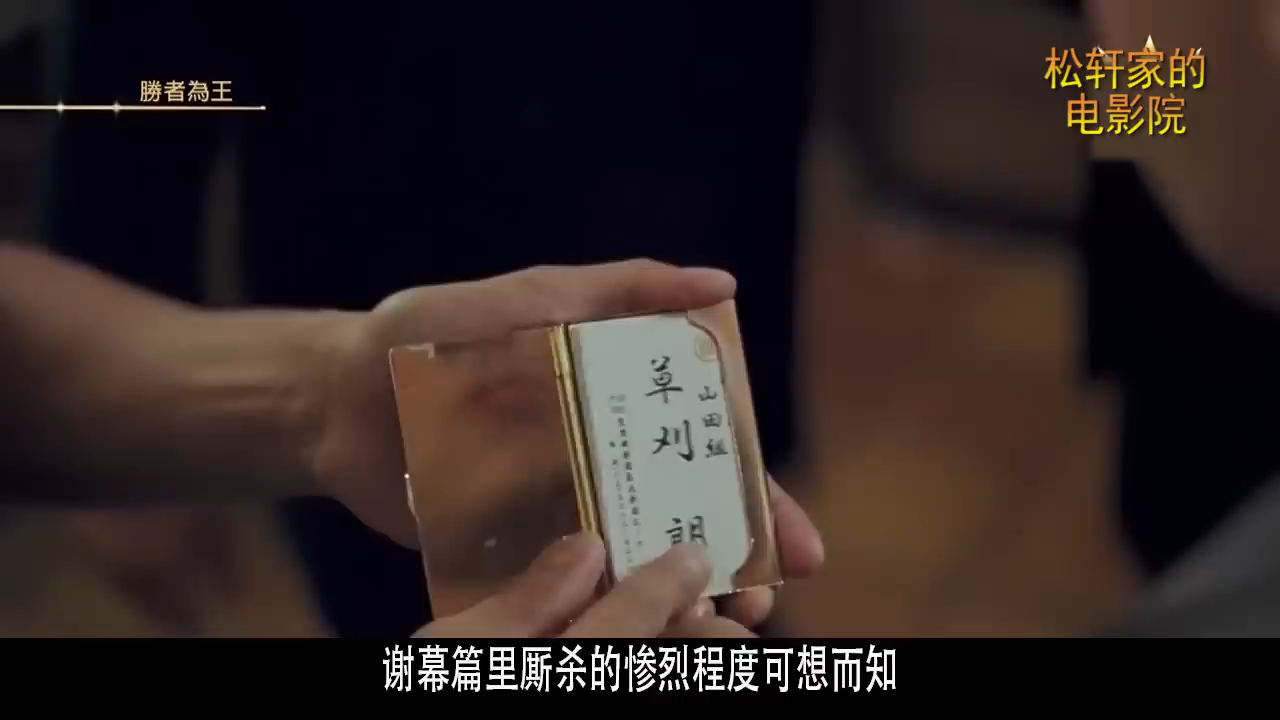 勝者為王
松轩家的
电影院
山田組
草刈 朗
谢幕篇里厮杀的惨烈程度可想而知